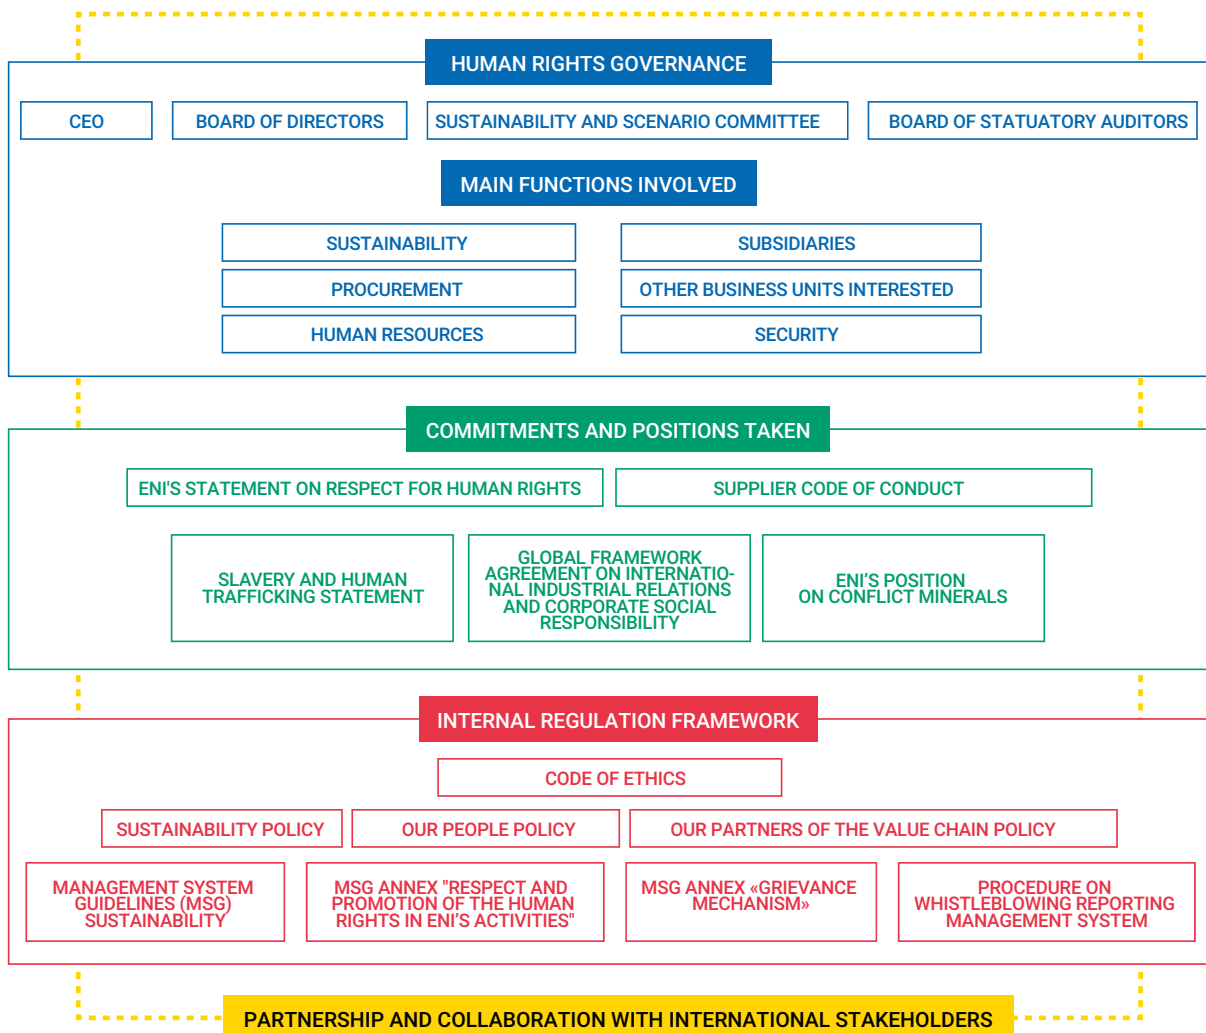 HUMAN RIGHTS GOVERNANCE
CEO
BOARD OF DIRECTORS
SUSTAINABILITY AND SCENARIO COMMITTEE
BOARD OF STATUATORY AUDITORS
MAIN FUNCTIONS INVOLVED
SUSTAINABILITY
SUBSIDIARIES
PROCUREMENT
OTHER BUSINESS UNITS INTERESTED
HUMAN RESOURCES
SECURITY
COMMITMENTS AND POSITIONS TAKEN
ENI'S STATEMENT ON RESPECT FOR HUMAN RIGHTS
SUPPLIER CODE OF CONDUCT
SLAVERY AND HUMAN
TRAFFICKING STATEMENT
GLOBAL FRAMEWORK
AGREEMENT ON INTERNATIO-
NAL INDUSTRIAL RELATIONS
AND CORPORATE SOCIAL
RESPONSIBILITY
ENI’S POSITION
ON CONFLICT MINERALS
INTERNAL REGULATION FRAMEWORK
CODE OF ETHICS
SUSTAINABILITY POLICY
OUR PEOPLE POLICY
OUR PARTNERS OF THE VALUE CHAIN POLICY
MANAGEMENT SYSTEM
GUIDELINES (MSG)
SUSTAINABILITY
MSG ANNEX "RESPECT AND
PROMOTION OF THE HUMAN
RIGHTS IN ENI’S ACTIVITIES"
MSG ANNEX «GRIEVANCE
MECHANISM»
PROCEDURE ON
WHISTLEBLOWING REPORTING
MANAGEMENT SYSTEM
PARTNERSHIP AND COLLABORATION WITH INTERNATIONAL STAKEHOLDERS